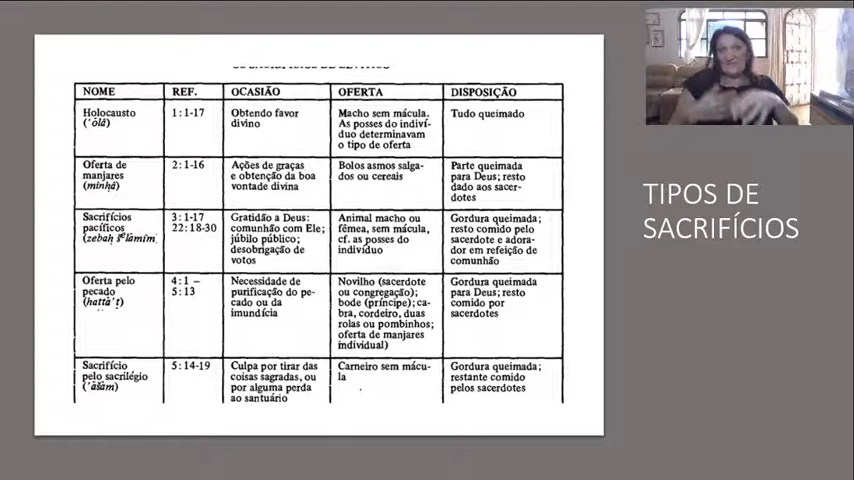 NOME REF. OCASIÃO OFERTA DISPOSIÇÃO
Holocausto
('ōlâ)
1:1-17
Obtendo favor
divino
Macho sem mácula.
As posses do indiví-
duo determinavam
o tipo de oferta
Tudo queimado
Oferta de
manjares
(minhâ)
2:1-16
Ações de graças
e obtenção da boa
vontade divina
Bolos asmos salga-
dos ou cereais
Parte queimada
para Deus; resto
dado aos sacer-
dotes
Sacrifícios
pacíficos
3:1-17
22:18-30
Gratidão a Deus:
comunhão com Ele;
júbilo público;
desobrigação de
votos
Animal macho ou
fêmea, sem mácula,
cf. as posses do
indivíduo
Gordura queimada;
resto comido pelo
sacerdote e adora-
dor em refeição de
comunhão
Oferta pelo
pecado
(hattā't)
4:1 –
5:13
Necessidade de
purificação do pe-
cado ou da
imundícia
Novilho (sacerdote
ou congregação);
bode (príncipe); ca-
bra, cordeiro, duas
rolas ou pombinhos;
oferta de manjares
individual)
Gordura queimada
para Deus; resto
comido por
sacerdotes
Sacrifício
pelo sacrilégio
('āšām)
5:14-19
Culpa por tirar das
coisas sagradas, ou
por alguma perda
ao santuário
Carneiro sem mácu-
la
Gordura queimada;
restante comido
pelos sacerdotes
TIPOS DE
SACRIFÍCIOS